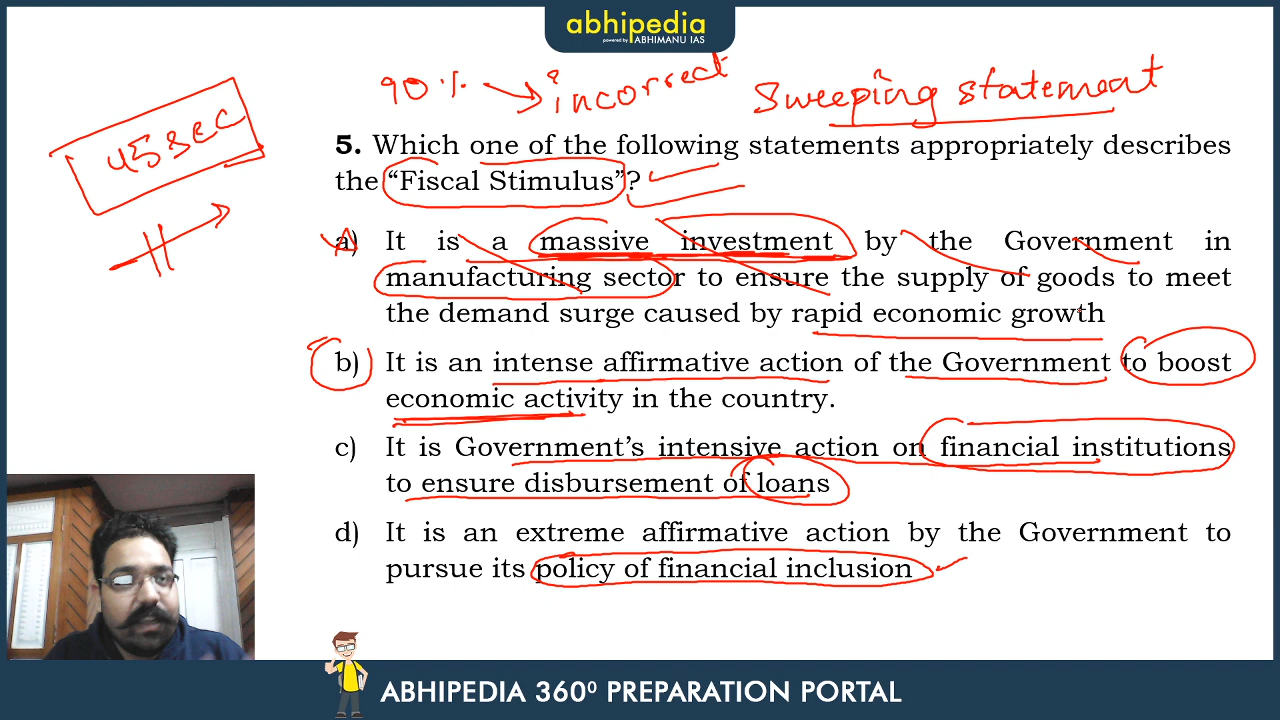 abhipedia
powered by ABHIMANU IAS
90% → incorrect
Sweeping statement
45 sec
5. Which one of the following statements appropriately describes
the “Fiscal Stimulus”?
a) It is a massive investment by the Government in
manufacturing sector to ensure the supply of goods to meet
the demand surge caused by rapid economic growth
b) It is an intense affirmative action of the Government to boost
economic activity in the country.
c) It is Government’s intensive action on financial institutions
to ensure disbursement of loans
d) It is an extreme affirmative action by the Government to
pursue its policy of financial inclusion
ABHIPEDIA 360⁰ PREPARATION PORTAL